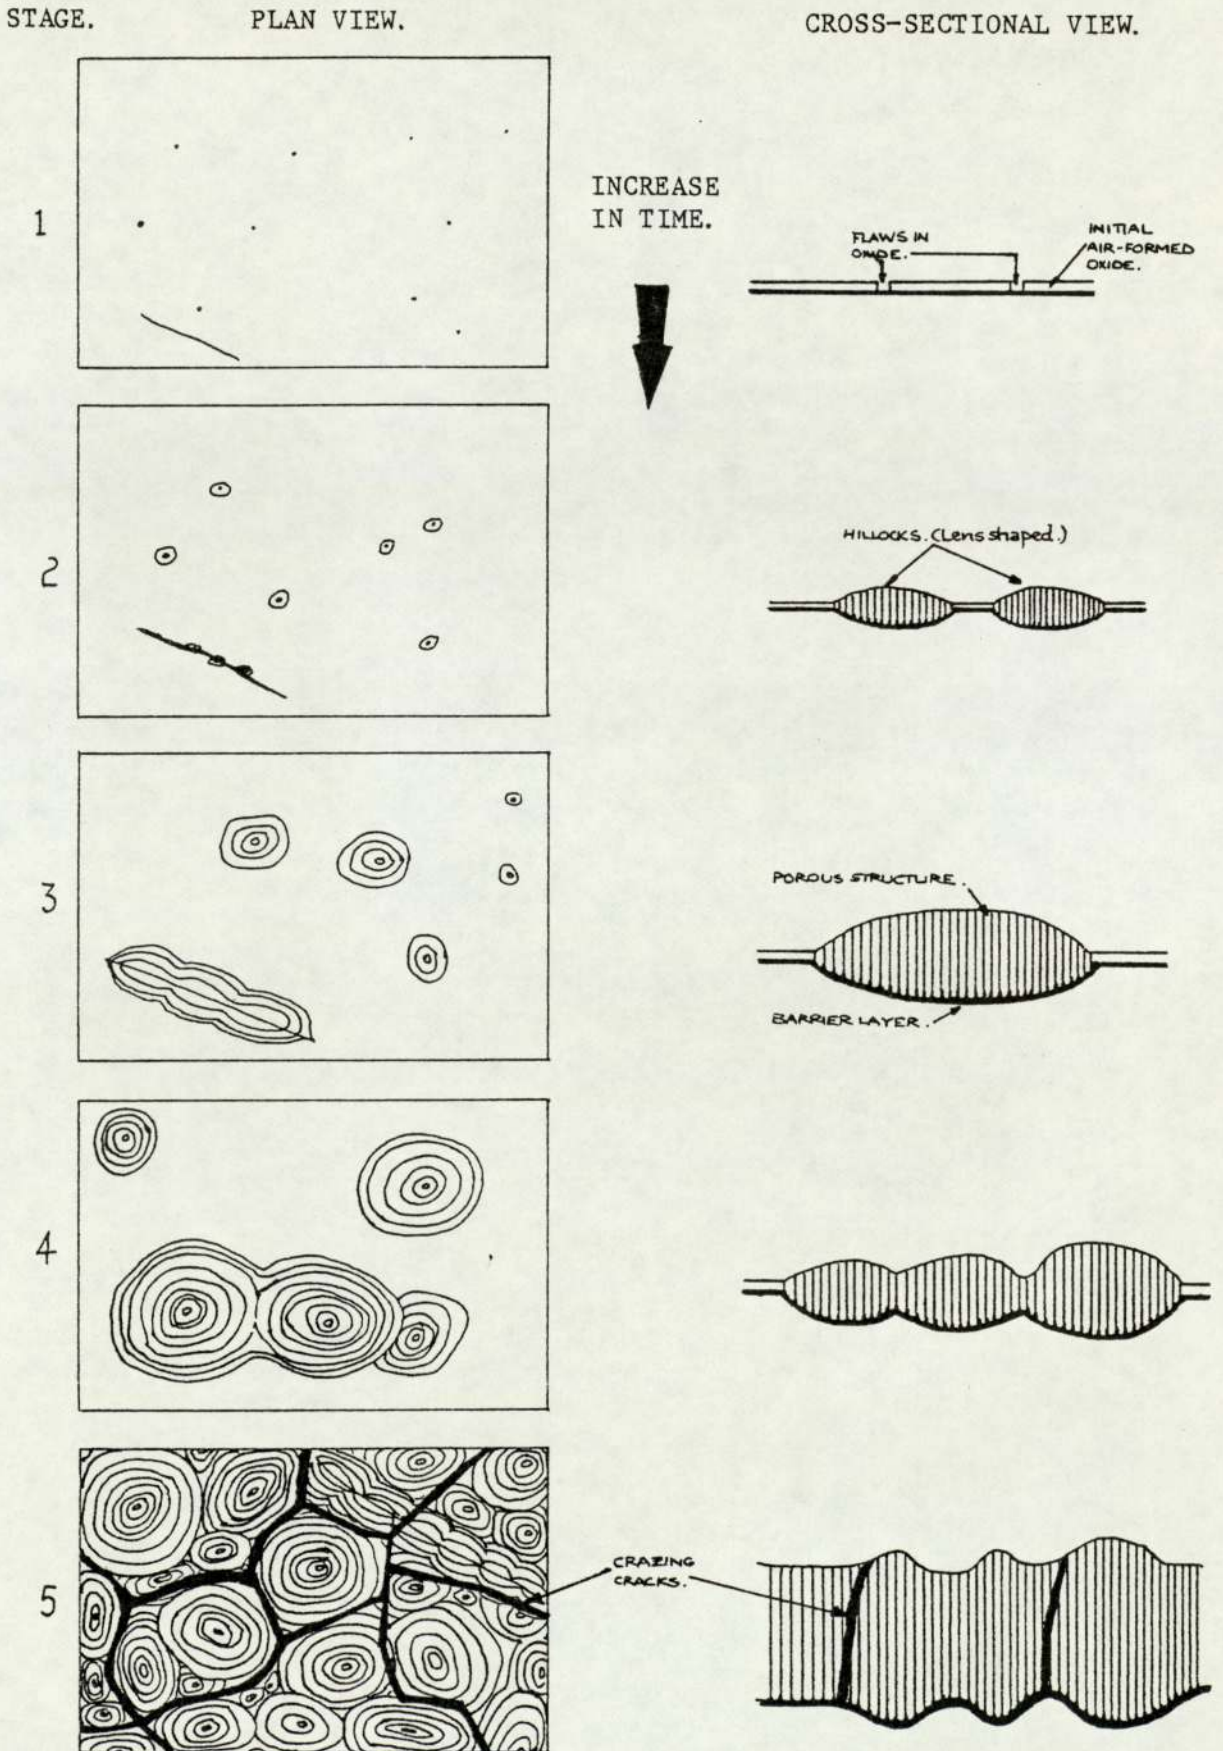 STAGE. PLAN VIEW. CROSS-SECTIONAL VIEW.
1
INCREASE
IN TIME.
FLAWS IN
OXIDE.
INITIAL
AIR-FORMED
OXIDE.
2
HILLOCKS. (Lens shaped.)
3
POROUS STRUCTURE.
BARRIER LAYER.
4
5
CRAZING
CRACKS.